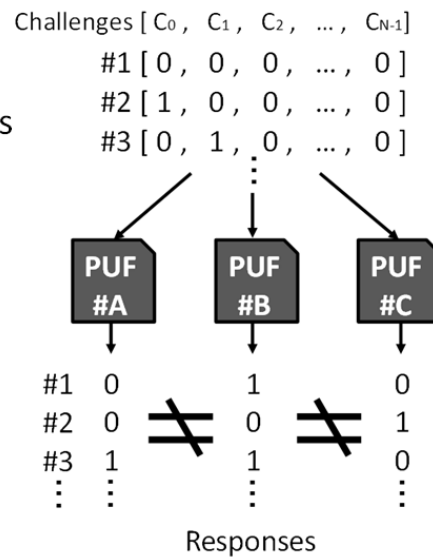 Challenges [ C0 , C1 , C2 , ..., CN-1]
#1 [ 0 , 0 , 0 , ... , 0 ]
#2 [ 1 , 0 , 0 , ... , 0 ]
s
#3 [ 0 , 1 , 0 , ... , 0 ]
PUF #A
PUF #B
PUF #C
#1 0 1 0
#2 0 ≠ 0 ≠ 1
#3 1 1 0
Responses